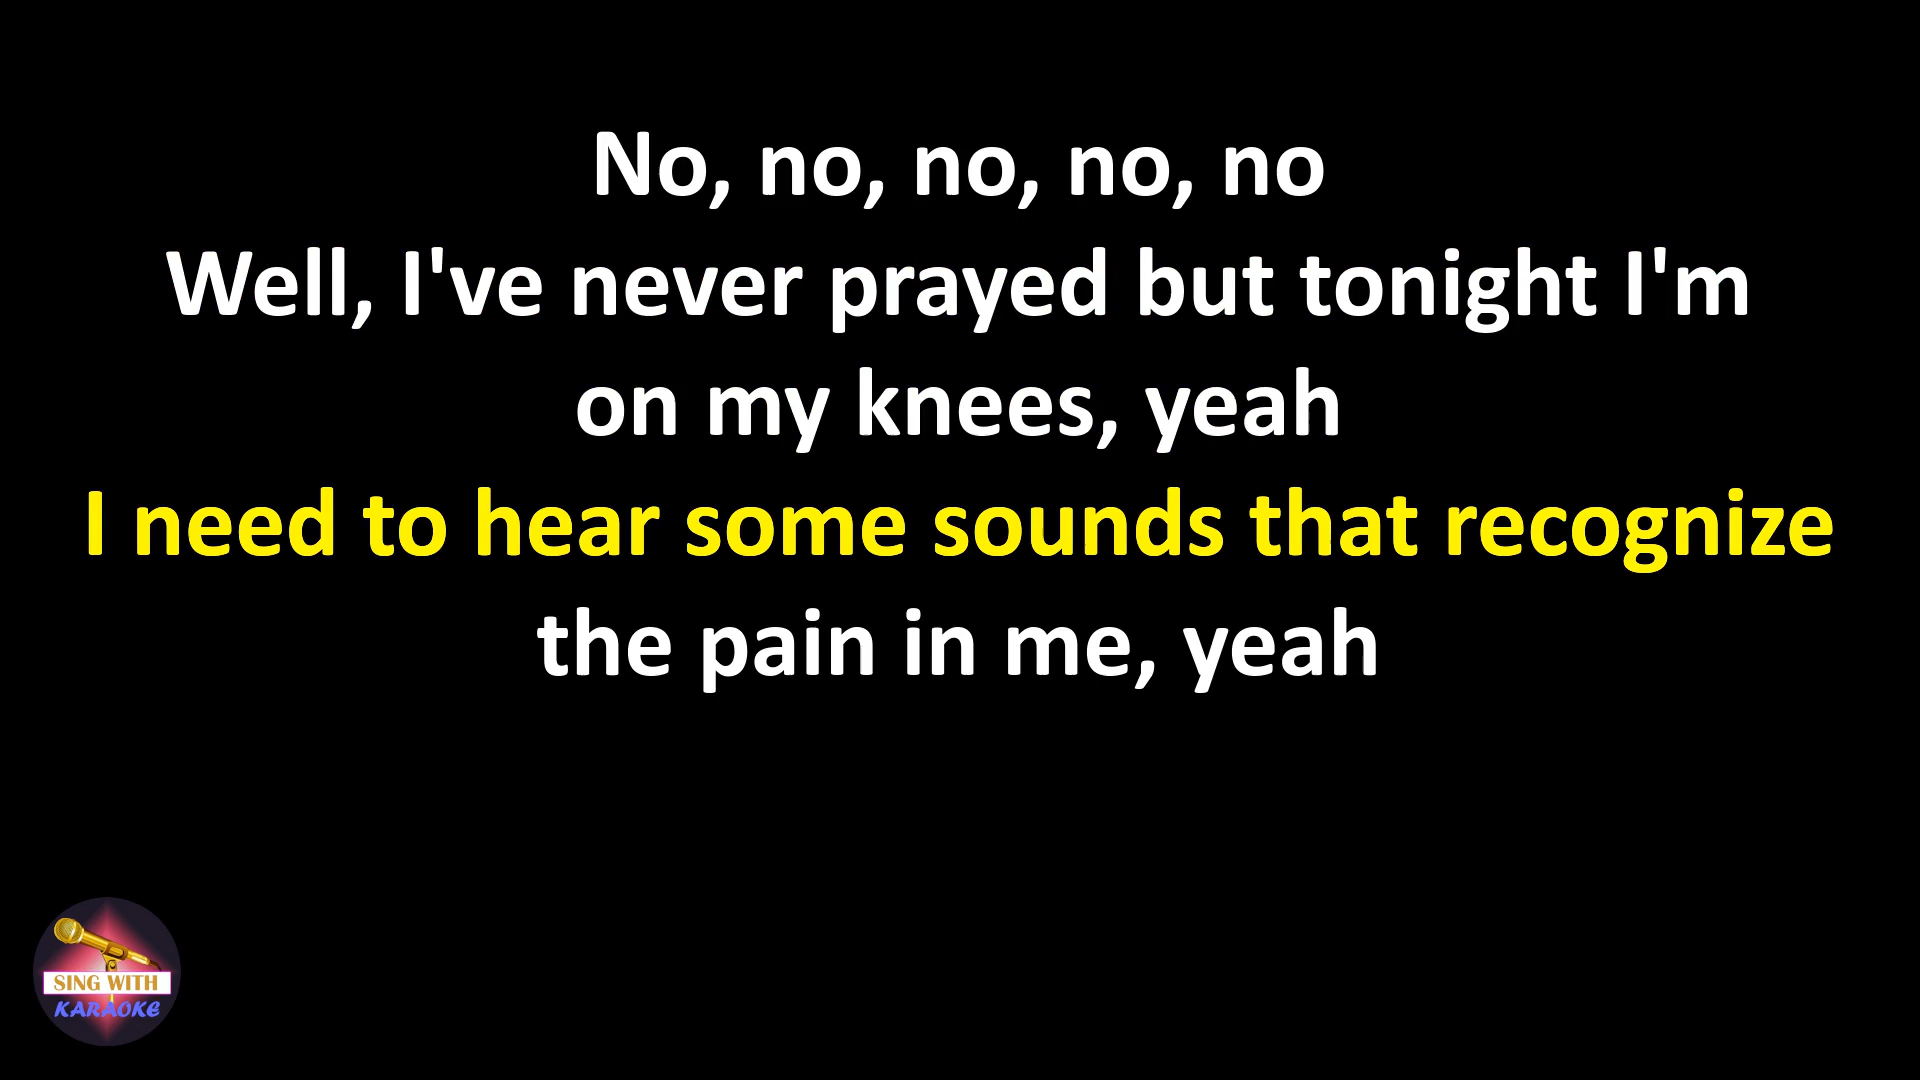 No, no, no, no, no
Well, I've never prayed but tonight I'm
on my knees, yeah
I need to hear some sounds that recognize
the pain in me, yeah
SING WITH
KARAOKE